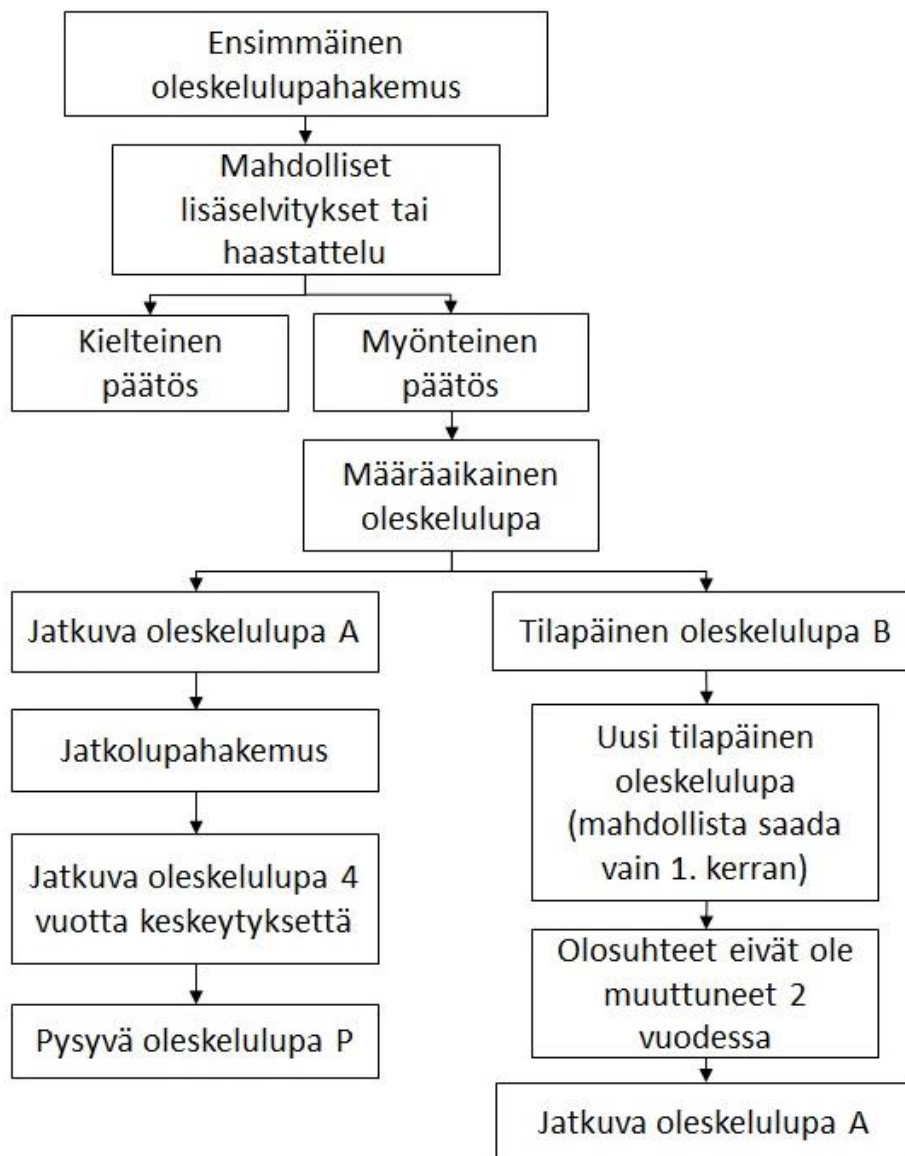 Ensimmäinen
oleskelulupahakemus
Mahdolliset
lisäselvitykset tai
haastattelu
Kielteinen
päätös
Myönteinen
päätös
Määräaikainen
oleskelulupa
Jatkuva oleskelulupa A
Jatkolupahakemus
Jatkuva oleskelulupa 4
vuotta keskeytyksettä
Pysyvä oleskelulupa P
Tilapäinen oleskelulupa B
Uusi tilapäinen
oleskelulupa
(mahdollista saada
vain 1. kerran)
Olosuhteet eivät ole
muuttuneet 2
vuodessa
Jatkuva oleskelulupa A